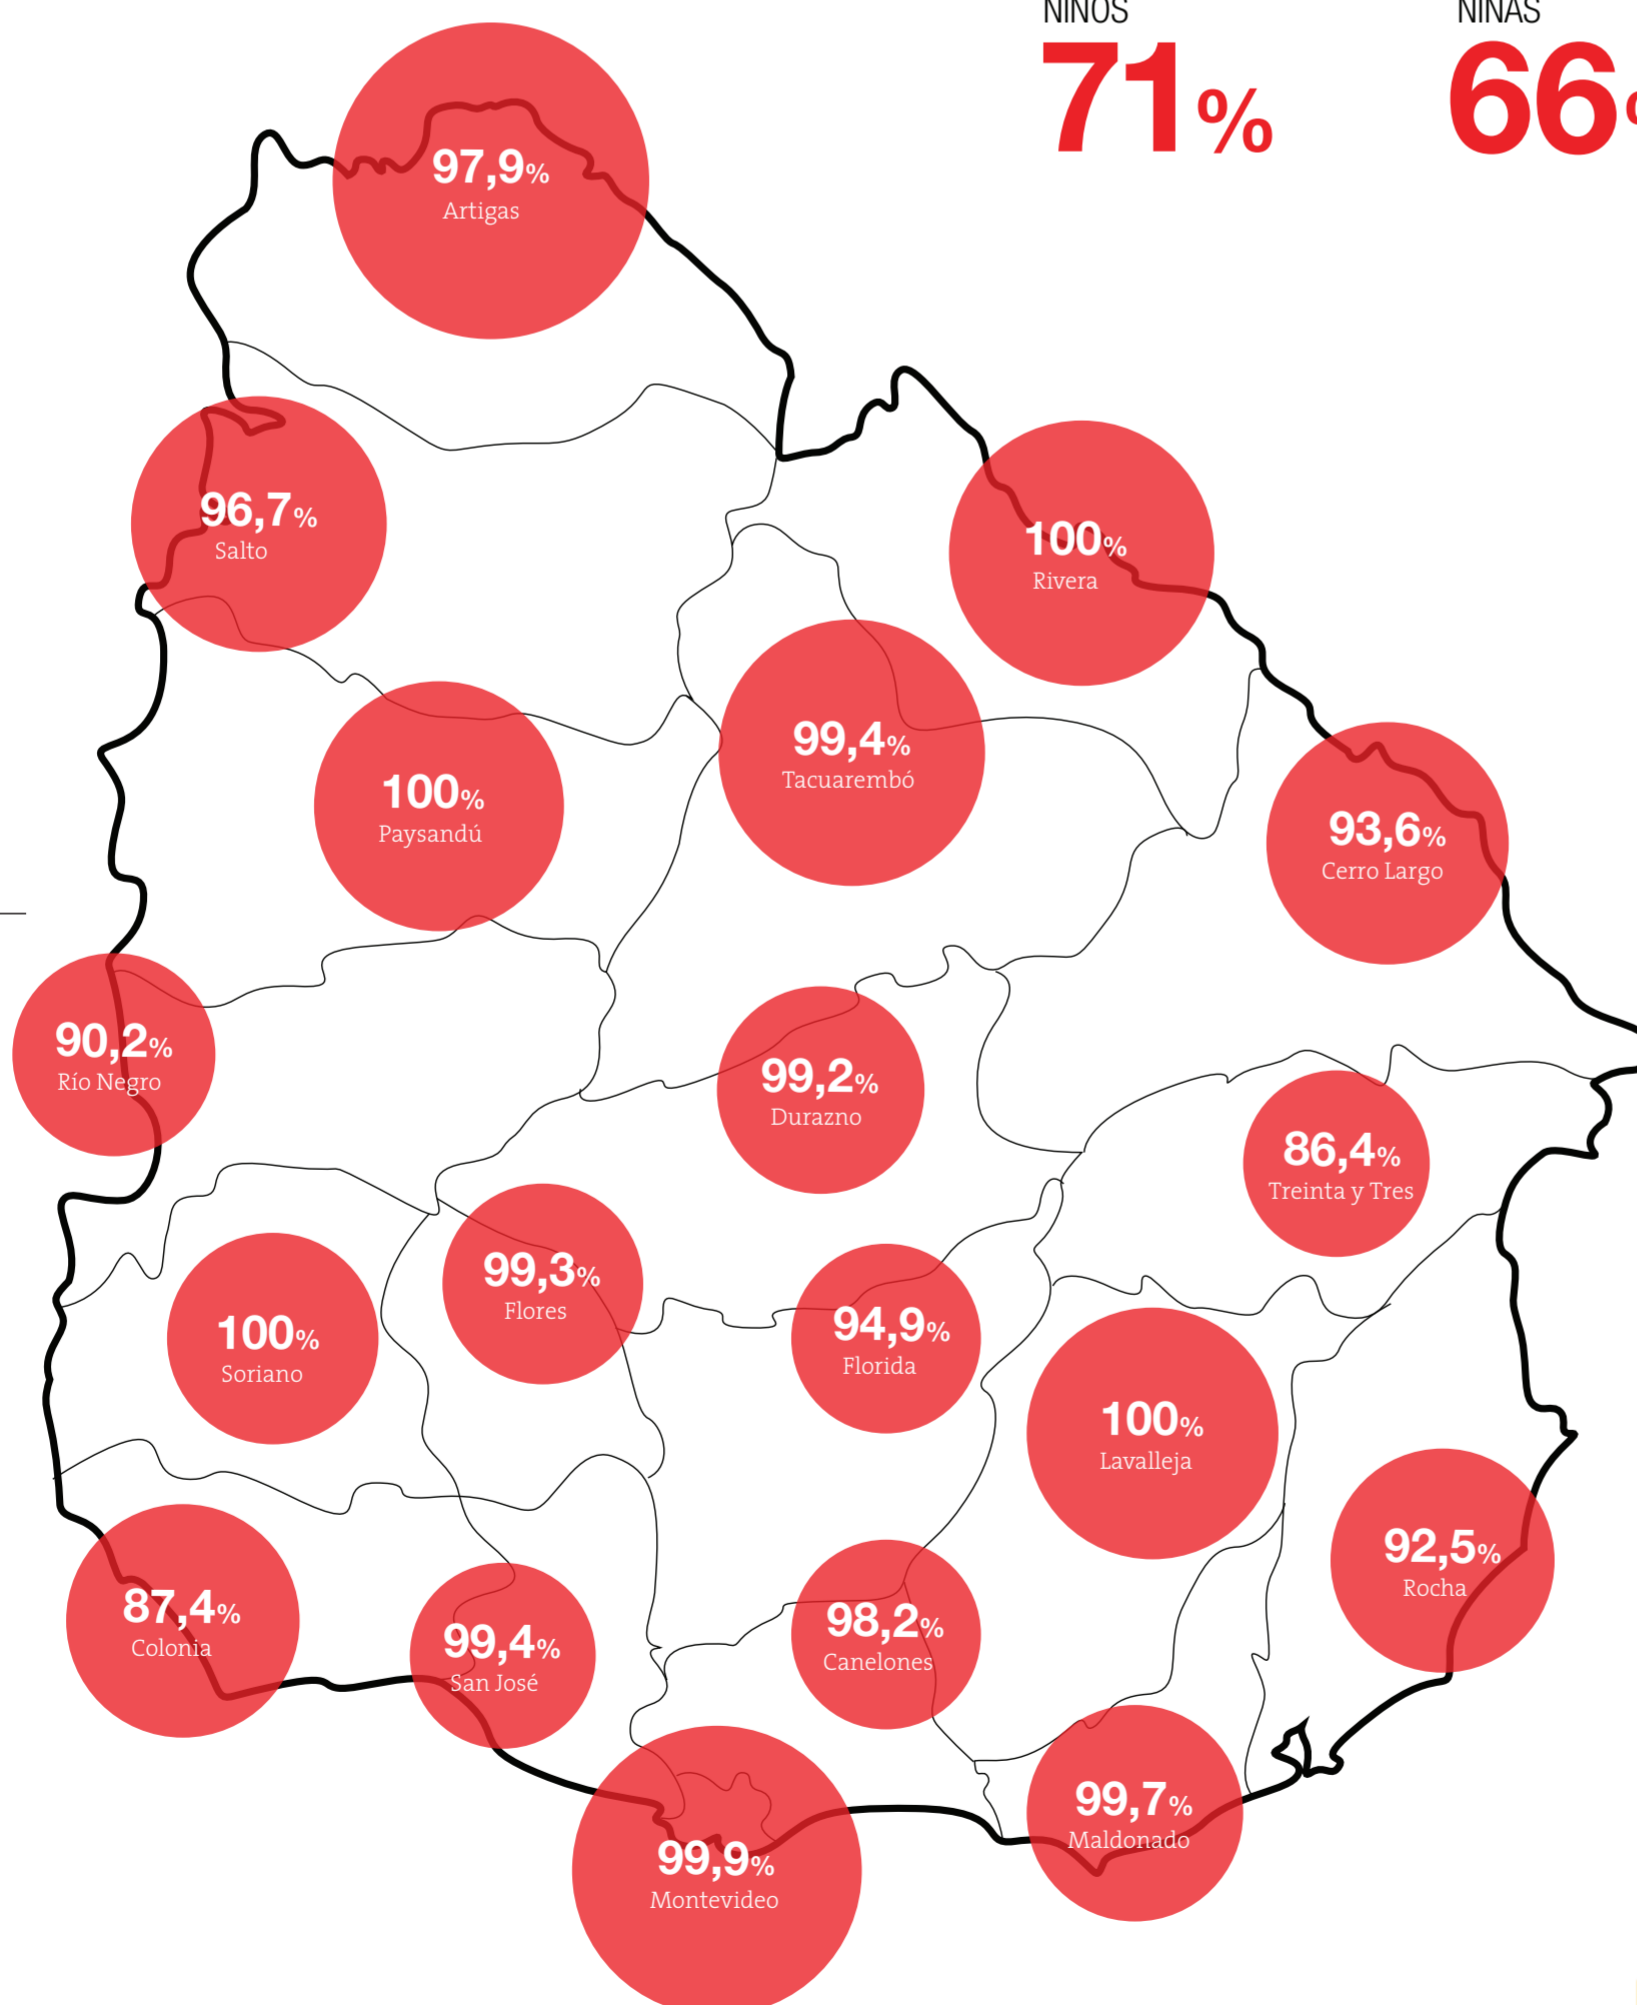 NIÑOS
71%
NIÑAS
66%
97,9%
Artigas
96,7%
Salto
100%
Rivera
99,4%
Tacuarembó
100%
Paysandú
93,6%
Cerro Largo
90,2%
Río Negro
99,2%
Durazno
86,4%
Treinta y Tres
99,3%
Flores
94,9%
Florida
100%
Soriano
100%
Lavalleja
92,5%
Rocha
87,4%
Colonia
99,4%
San José
98,2%
Canelones
99,7%
Maldonado
99,9%
Montevideo